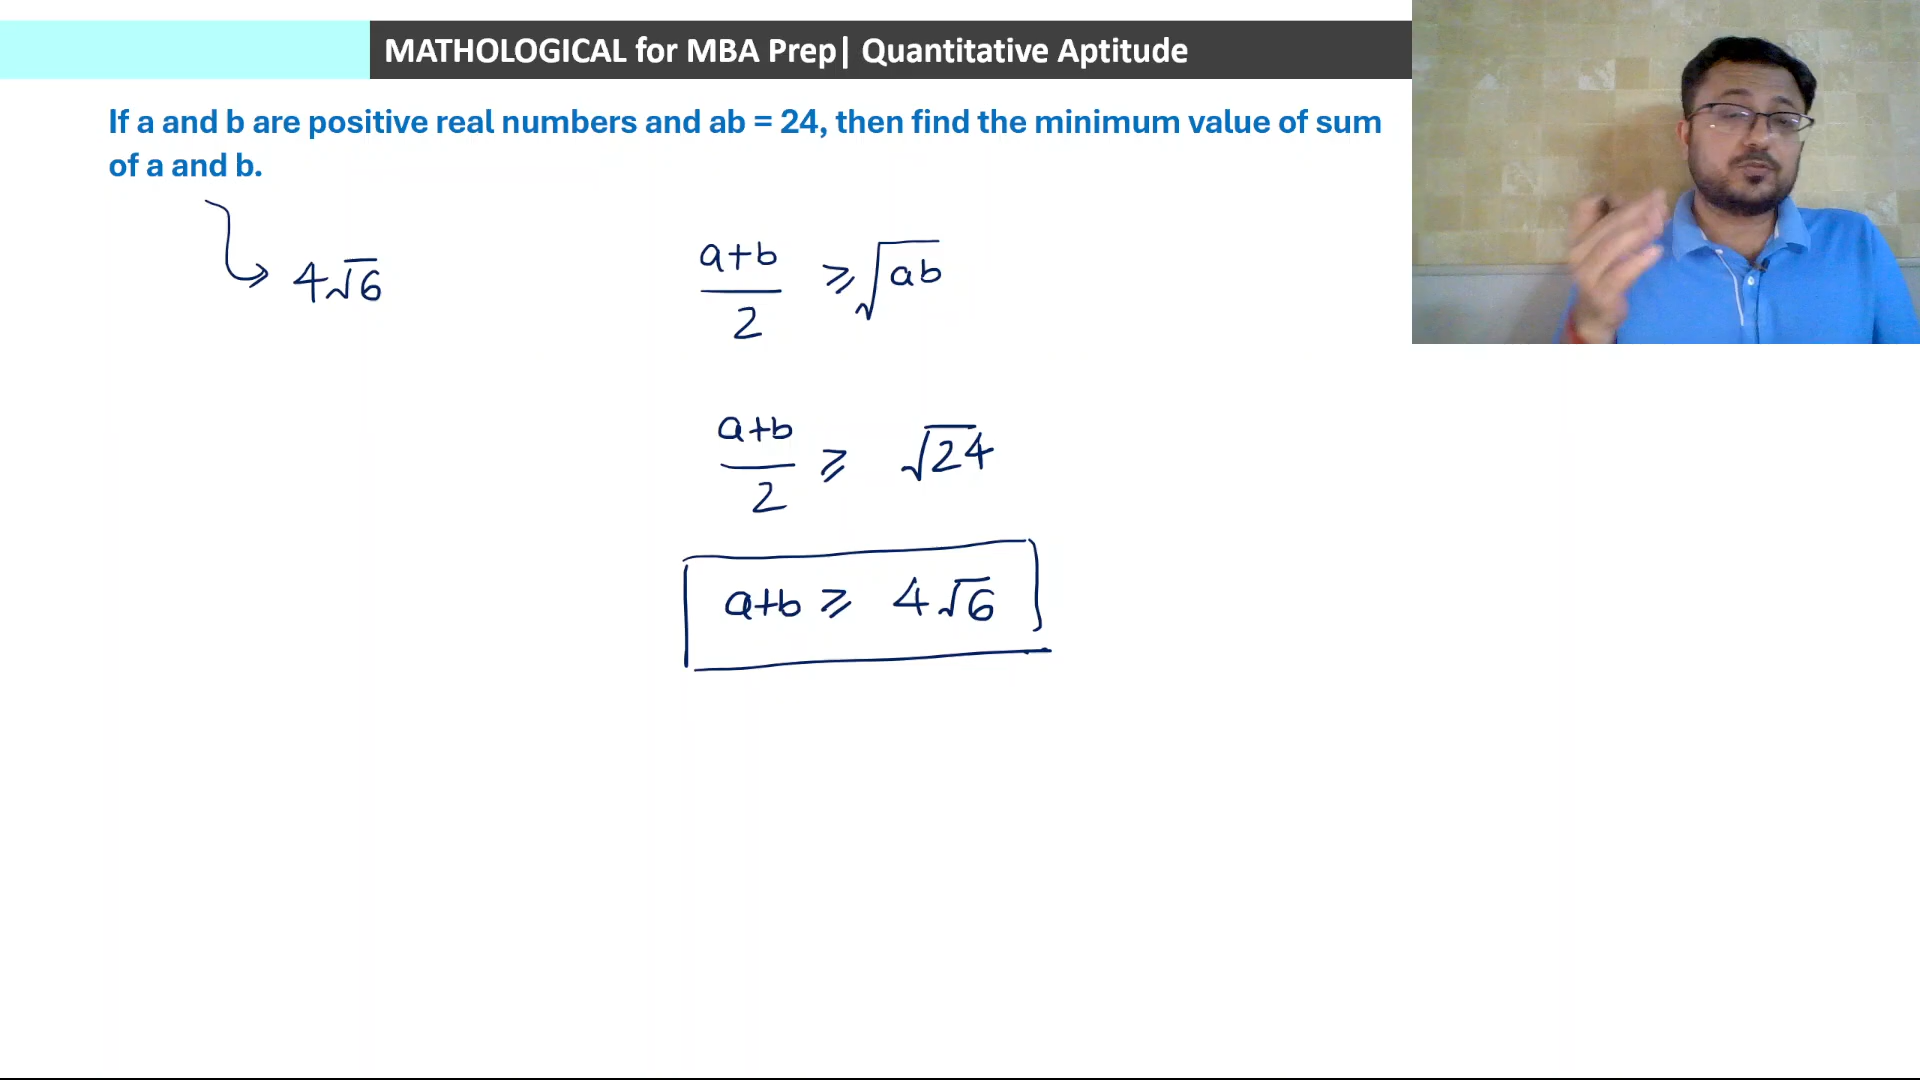 MATHOLOGICAL for MBA Prep| Quantitative Aptitude
If a and b are positive real numbers and ab = 24, then find the minimum value of sum
of a and b.
4√6
a+b
2
⩾ √ab
a+b
2
⩾ √24
a+b ⩾ 4√6